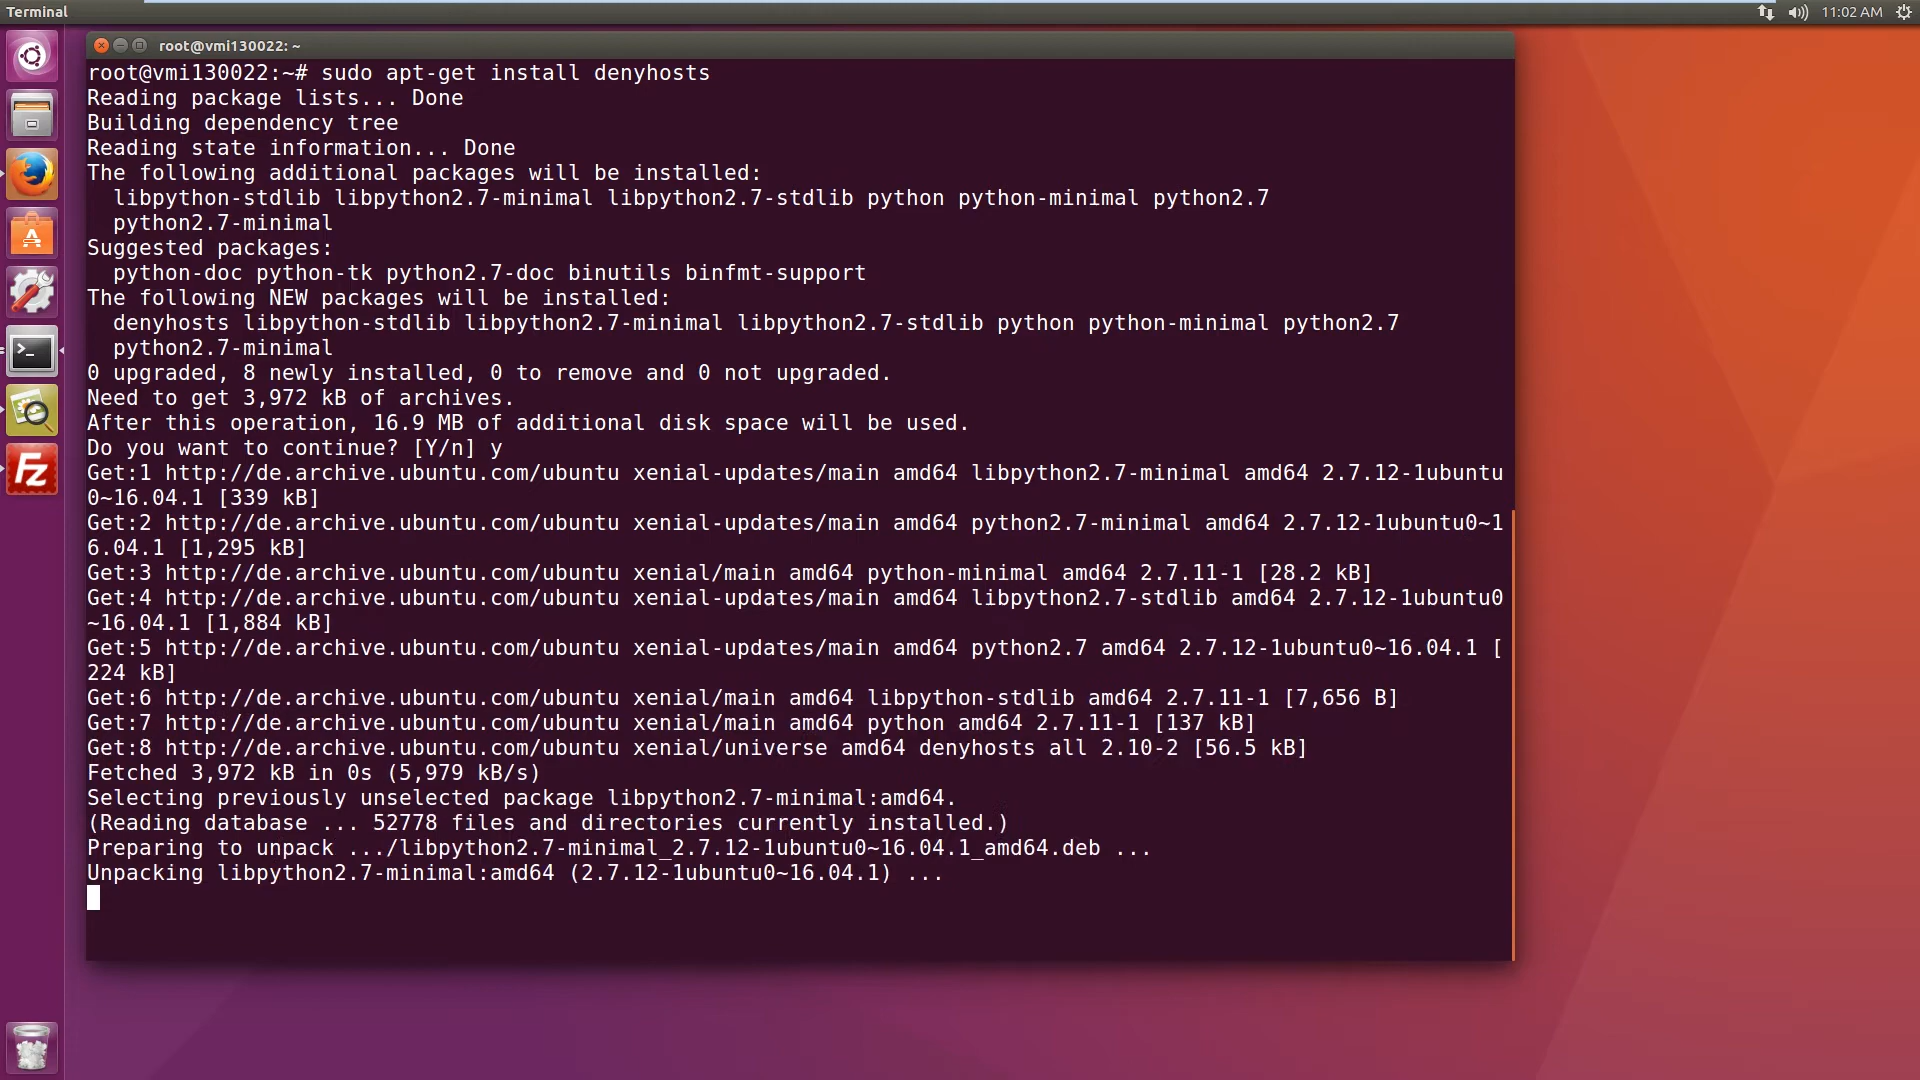 Terminal
11:02 AM
root@vmi130022: ~
root@vmi130022:~# sudo apt-get install denyhosts
Reading package lists... Done
Building dependency tree
Reading state information... Done
The following additional packages will be installed:
  libpython-stdlib libpython2.7-minimal libpython2.7-stdlib python python-minimal python2.7
  python2.7-minimal
Suggested packages:
  python-doc python-tk python2.7-doc binutils binfmt-support
The following NEW packages will be installed:
  denyhosts libpython-stdlib libpython2.7-minimal libpython2.7-stdlib python python-minimal python2.7
  python2.7-minimal
0 upgraded, 8 newly installed, 0 to remove and 0 not upgraded.
Need to get 3,972 kB of archives.
After this operation, 16.9 MB of additional disk space will be used.
Do you want to continue? [Y/n] y
Get:1 http://de.archive.ubuntu.com/ubuntu xenial-updates/main amd64 libpython2.7-minimal amd64 2.7.12-1ubuntu
0~16.04.1 [339 kB]
Get:2 http://de.archive.ubuntu.com/ubuntu xenial-updates/main amd64 python2.7-minimal amd64 2.7.12-1ubuntu0~1
6.04.1 [1,295 kB]
Get:3 http://de.archive.ubuntu.com/ubuntu xenial/main amd64 python-minimal amd64 2.7.11-1 [28.2 kB]
Get:4 http://de.archive.ubuntu.com/ubuntu xenial-updates/main amd64 libpython2.7-stdlib amd64 2.7.12-1ubuntu0
~16.04.1 [1,884 kB]
Get:5 http://de.archive.ubuntu.com/ubuntu xenial-updates/main amd64 python2.7 amd64 2.7.12-1ubuntu0~16.04.1 [
224 kB]
Get:6 http://de.archive.ubuntu.com/ubuntu xenial/main amd64 libpython-stdlib amd64 2.7.11-1 [7,656 B]
Get:7 http://de.archive.ubuntu.com/ubuntu xenial/main amd64 python amd64 2.7.11-1 [137 kB]
Get:8 http://de.archive.ubuntu.com/ubuntu xenial/universe amd64 denyhosts all 2.10-2 [56.5 kB]
Fetched 3,972 kB in 0s (5,979 kB/s)
Selecting previously unselected package libpython2.7-minimal:amd64.
(Reading database ... 52778 files and directories currently installed.)
Preparing to unpack .../libpython2.7-minimal_2.7.12-1ubuntu0~16.04.1_amd64.deb ...
Unpacking libpython2.7-minimal:amd64 (2.7.12-1ubuntu0~16.04.1) ...